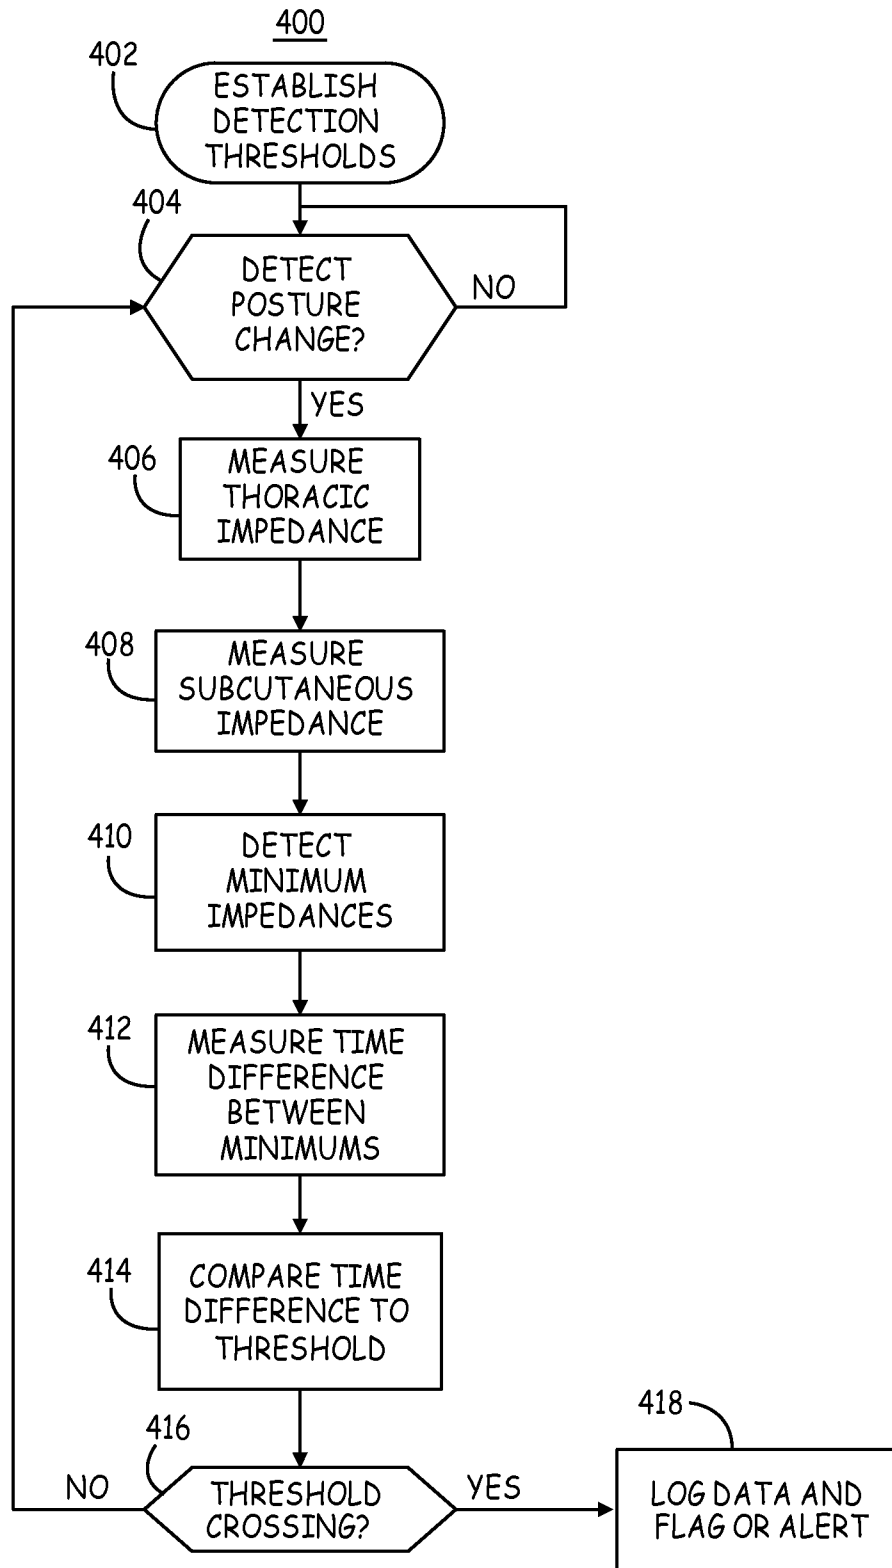 400
402
ESTABLISH
DETECTION
THRESHOLDS
404
DETECT
POSTURE
CHANGE?
NO
YES
406
MEASURE
THORACIC
IMPEDANCE
408
MEASURE
SUBCUTANEOUS
IMPEDANCE
410
DETECT
MINIMUM
IMPEDANCES
412
MEASURE TIME
DIFFERENCE
BETWEEN
MINIMUMS
414
COMPARE TIME
DIFFERENCE TO
THRESHOLD
416
NO
THRESHOLD
CROSSING?
YES
418
LOG DATA AND
FLAG OR ALERT